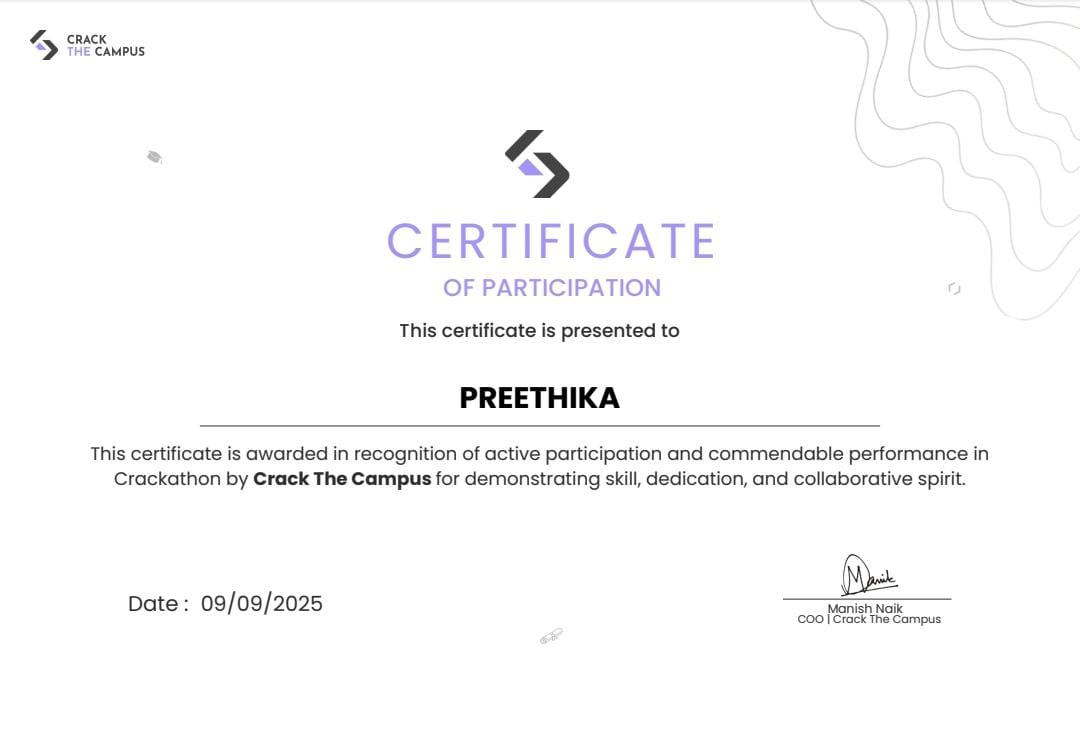 CRACK
THE CAMPUS
CERTIFICATE
OF PARTICIPATION
This certificate is presented to
PREETHIKA
This certificate is awarded in recognition of active participation and commendable performance in
Crackathon by Crack The Campus for demonstrating skill, dedication, and collaborative spirit.
Manik
Date : 09/09/2025
Manish Naik
COO | Crack The Campus